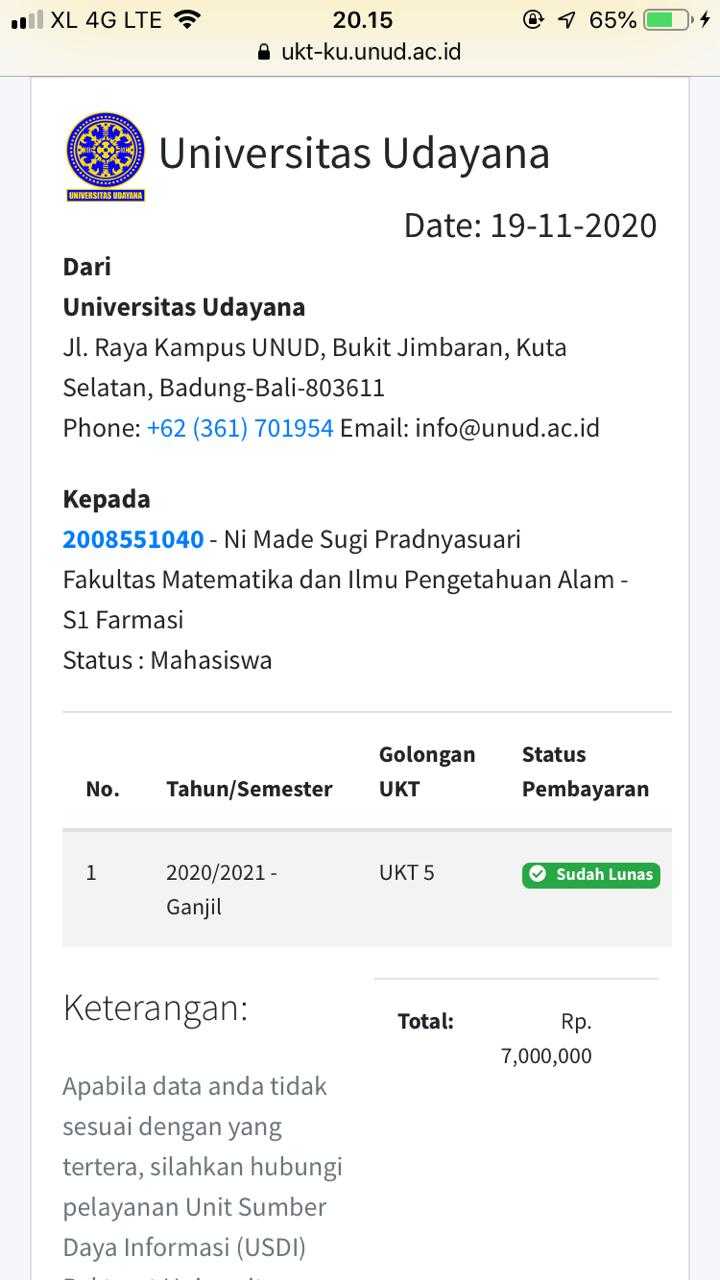 XL 4G LTE 20.15 65%
ukt-ku.unud.ac.id
UNIVERSITAS UDAYANA
Universitas Udayana
Date: 19-11-2020
Dari
Universitas Udayana
Jl. Raya Kampus UNUD, Bukit Jimbaran, Kuta
Selatan, Badung-Bali-803611
Phone: +62 (361) 701954 Email: info@unud.ac.id
Kepada
2008551040 - Ni Made Sugi Pradnyasuari
Fakultas Matematika dan Ilmu Pengetahuan Alam -
S1 Farmasi
Status : Mahasiswa
Golongan Status
No. Tahun/Semester UKT Pembayaran
1 2020/2021 - UKT 5 Sudah Lunas
Ganjil
Keterangan:
Total: Rp.
7,000,000
Apabila data anda tidak
sesuai dengan yang
tertera, silahkan hubungi
pelayanan Unit Sumber
Daya Informasi (USDI)